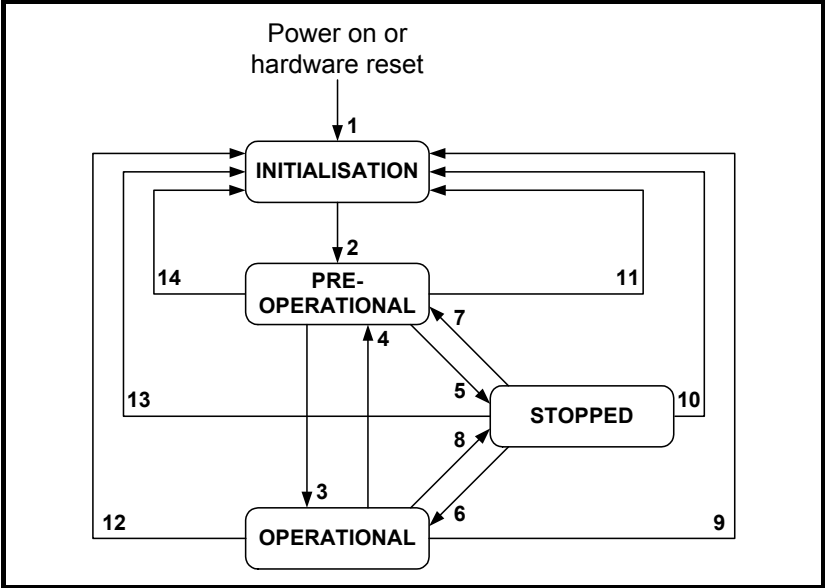 Power on or
hardware reset
1
INITIALISATION
2
14
PRE-
OPERATIONAL
11
7
4
5
13
STOPPED
10
8
3
6
12
OPERATIONAL
9